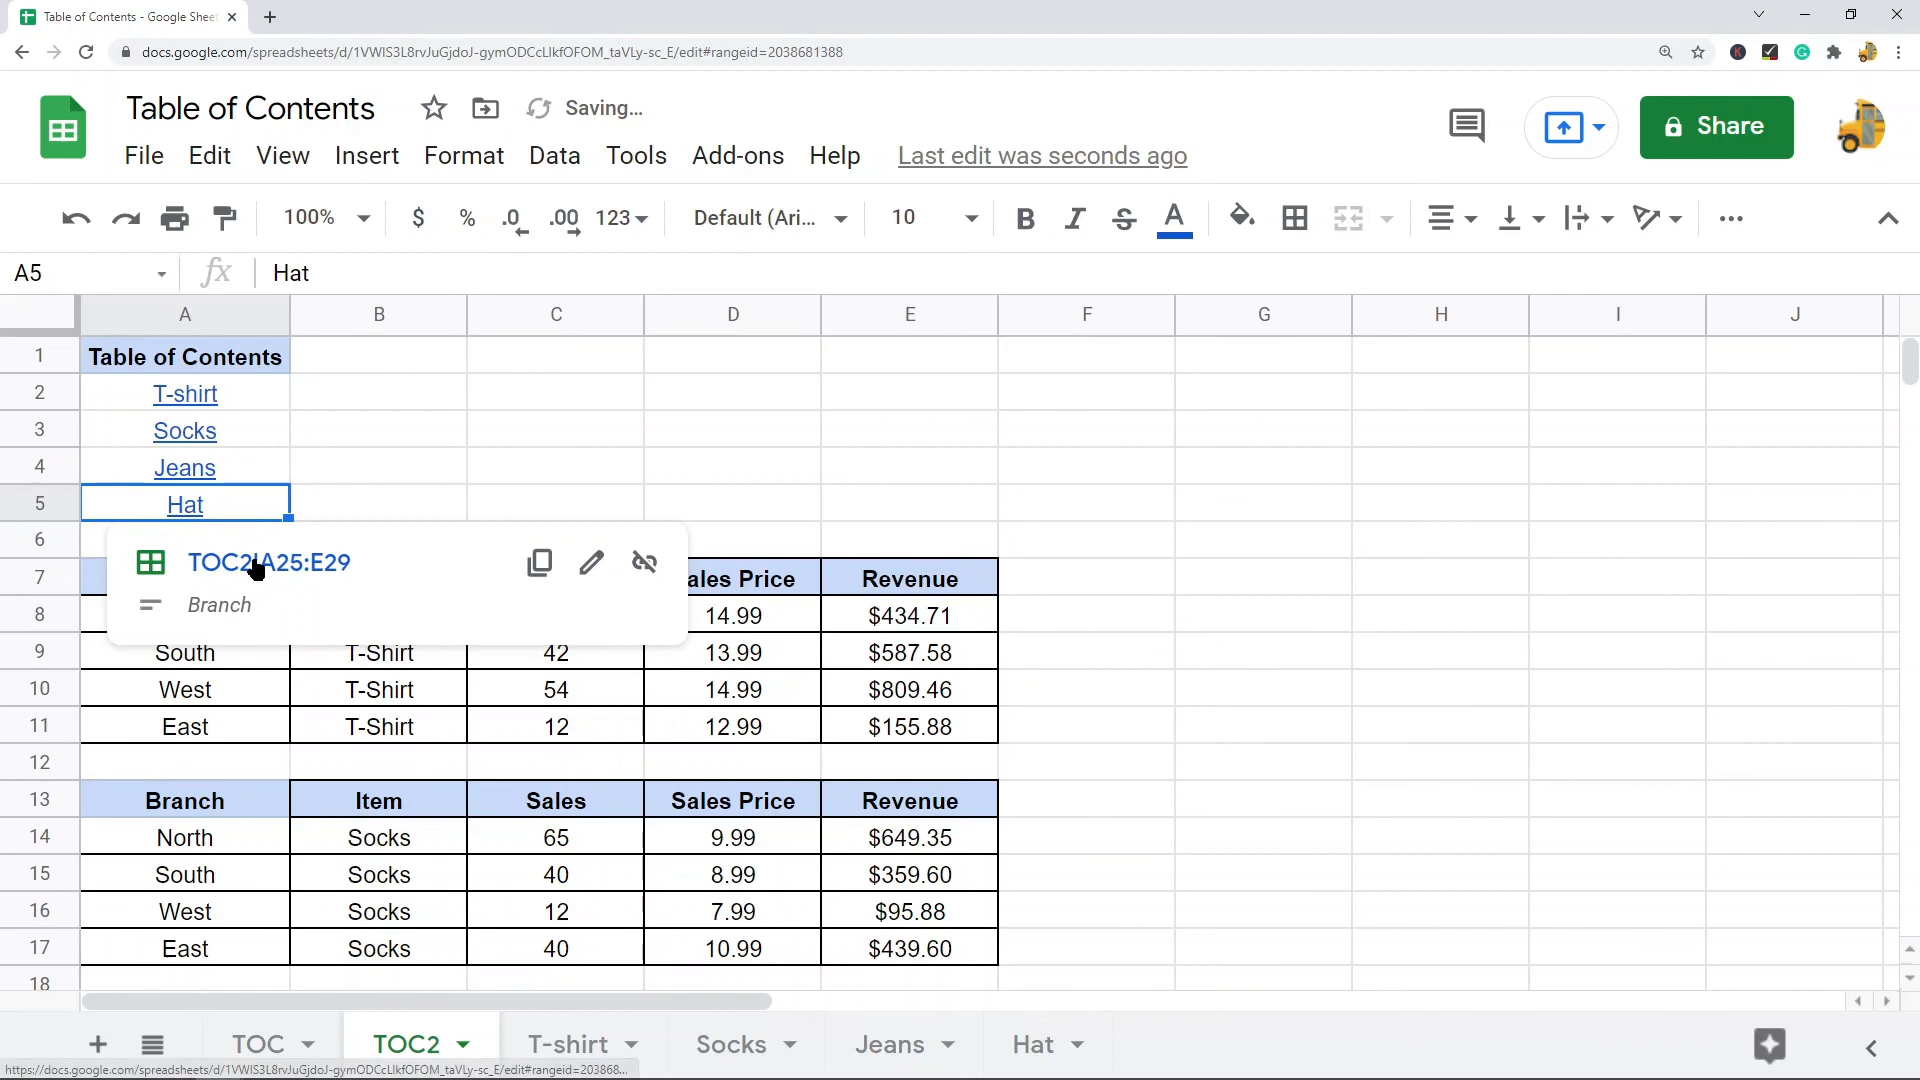 Table of Contents - Google Shee
docs.google.com/spreadsheets/d/1VWIS3L8rvJuGjdoJ-gymODCcLIkfOFOM_taVLy-sc_E/edit#rangeid=2038681388
Table of Contents Saving...
File Edit View Insert Format Data Tools Add-ons Help Last edit was seconds ago
Share
100% $ % .0 .00 123 Default (Ari... 10 B I S A
A5 fx Hat
A B C D E F G H I J
1 Table of Contents
2 T-shirt
3 Socks
4 Jeans
5 Hat
6 TOC2!A25:E29
7 ales Price Revenue
Branch
8 14.99 $434.71
9 South T-Shirt 42 13.99 $587.58
10 West T-Shirt 54 14.99 $809.46
11 East T-Shirt 12 12.99 $155.88
12
13 Branch Item Sales Sales Price Revenue
14 North Socks 65 9.99 $649.35
15 South Socks 40 8.99 $359.60
16 West Socks 12 7.99 $95.88
17 East Socks 40 10.99 $439.60
18
TOC TOC2 T-shirt Socks Jeans Hat
https://docs.google.com/spreadsheets/d/1VWIS3L8rvJuGjdoJ-gymODCcLIkfOFOM_taVLy-sc_E/edit#rangeid=203868...